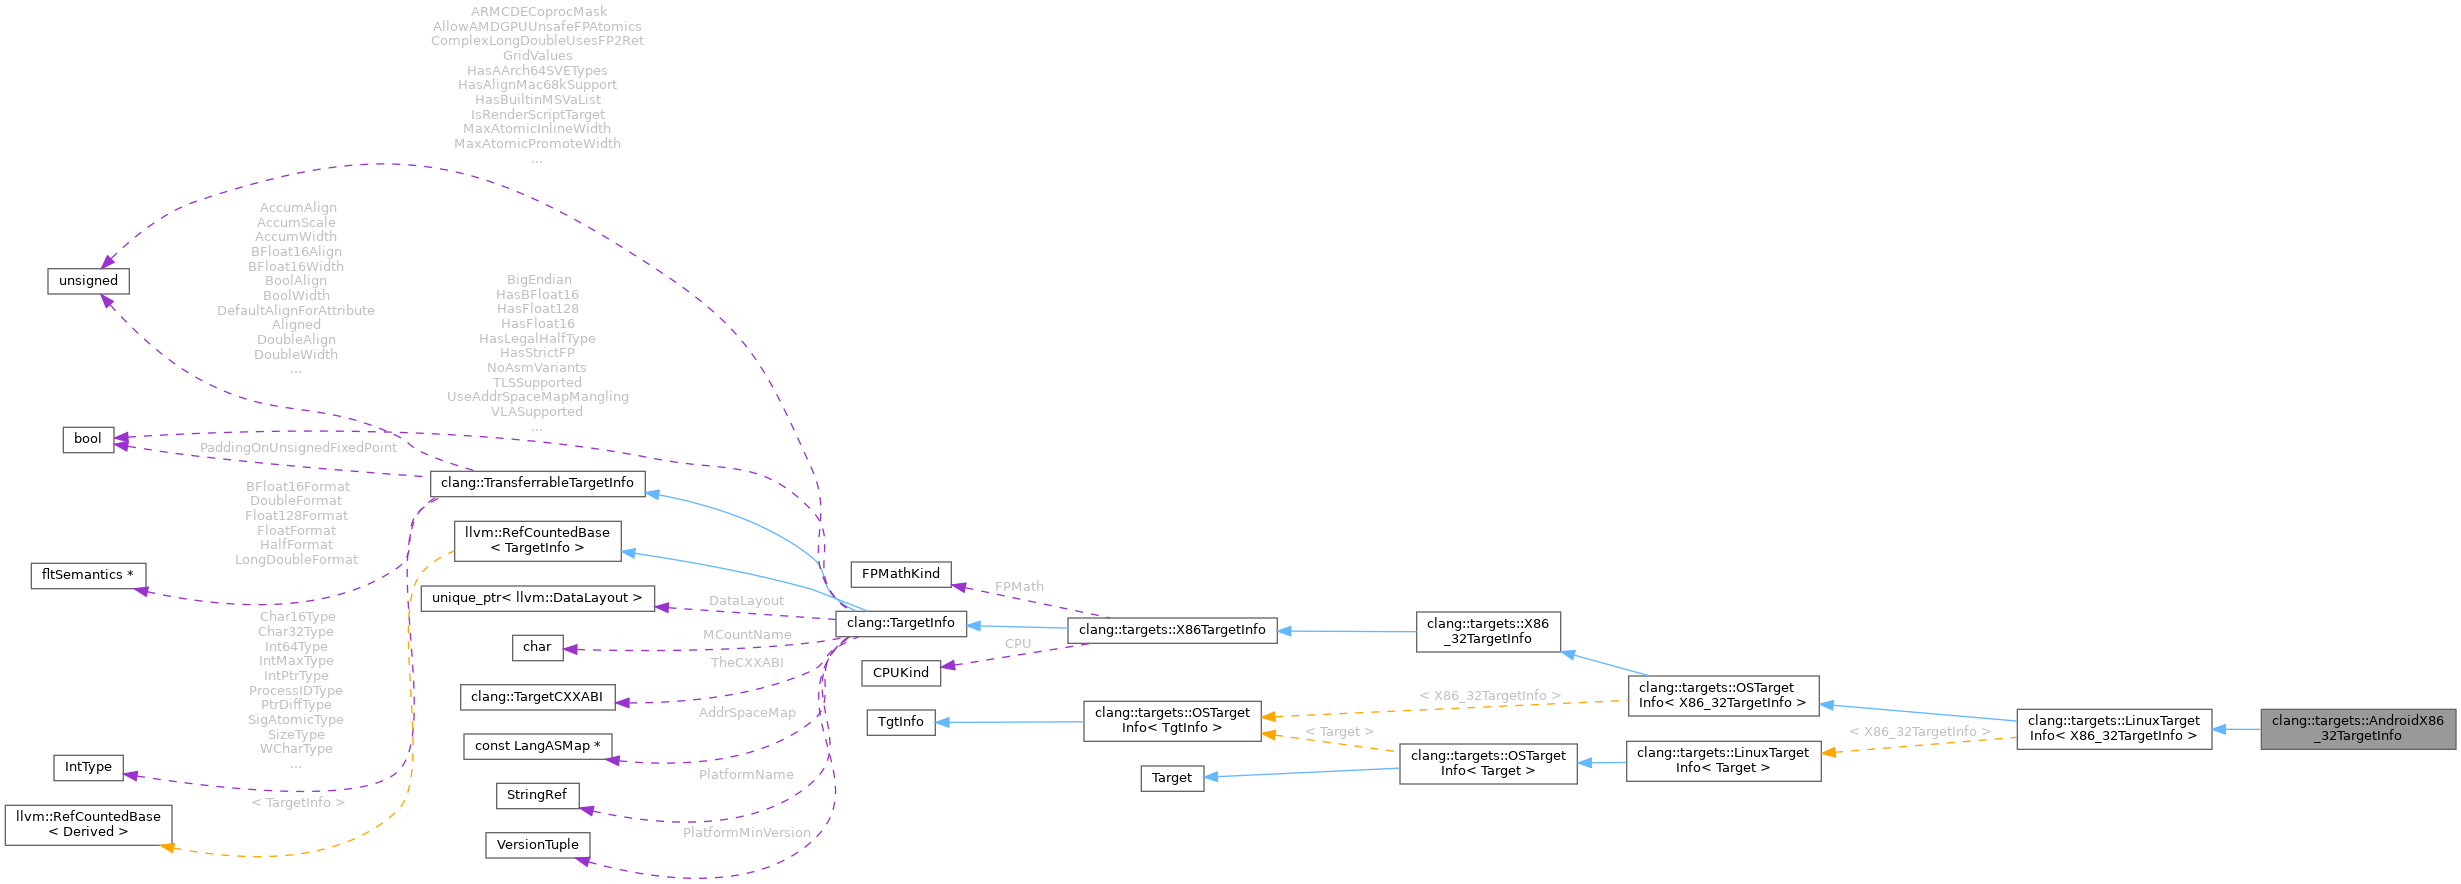 ARMCDECoprocMask
AllowAMDGPUUnsafeFPAtomics
ComplexLongDoubleUsesFP2Ret
GridValues
HasAArch64SVETypes
HasAlignMac68kSupport
HasBuiltinMSVaList
IsRenderScriptTarget
MaxAtomicInlineWidth
MaxAtomicPromoteWidth
...
AccumAlign
AccumScale
AccumWidth
BFloat16Align
BFloat16Width
BoolAlign
BoolWidth
DefaultAlignForAttribute
Aligned
DoubleAlign
DoubleWidth
...
unsigned
BigEndian
HasBFloat16
HasFloat128
HasFloat16
HasLegalHalfType
HasStrictFP
NoAsmVariants
TLSSupported
UseAddrSpaceMapMangling
VLASupported
...
bool
PaddingOnUnsignedFixedPoint
clang::TransferrableTargetInfo
BFloat16Format
DoubleFormat
Float128Format
FloatFormat
HalfFormat
LongDoubleFormat
llvm::RefCountedBase
< TargetInfo >
fltSemantics *
unique_ptr< llvm::DataLayout >
DataLayout
FPMathKind
FPMath
Char16Type
Char32Type
Int64Type
IntMaxType
IntPtrType
ProcessIDType
PtrDiffType
SigAtomicType
SizeType
WCharType
...
char
MCountName
clang::TargetInfo
clang::targets::X86TargetInfo
clang::targets::X86
_32TargetInfo
TheCXXABI
CPU
CPUKind
clang::TargetCXXABI
AddrSpaceMap
const LangASMap *
TgtInfo
clang::targets::OSTarget
Info< TgtInfo >
< X86_32TargetInfo >
< Target >
clang::targets::OSTarget
Info< X86_32TargetInfo >
clang::targets::LinuxTarget
Info< X86_32TargetInfo >
< X86_32TargetInfo >
clang::targets::AndroidX86
_32TargetInfo
clang::targets::OSTarget
Info< Target >
clang::targets::LinuxTarget
Info< Target >
Target
IntType
PlatformName
StringRef
< TargetInfo >
llvm::RefCountedBase
< Derived >
PlatformMinVersion
VersionTuple